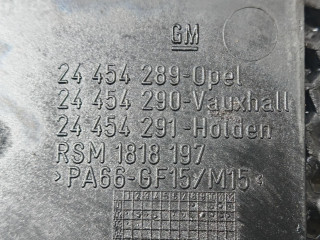 GM
24 454 289-Opel
24 454 290-Vauxhall
24 454 291-Holden
RSM 1818 197
>PA66-GF15/M15<